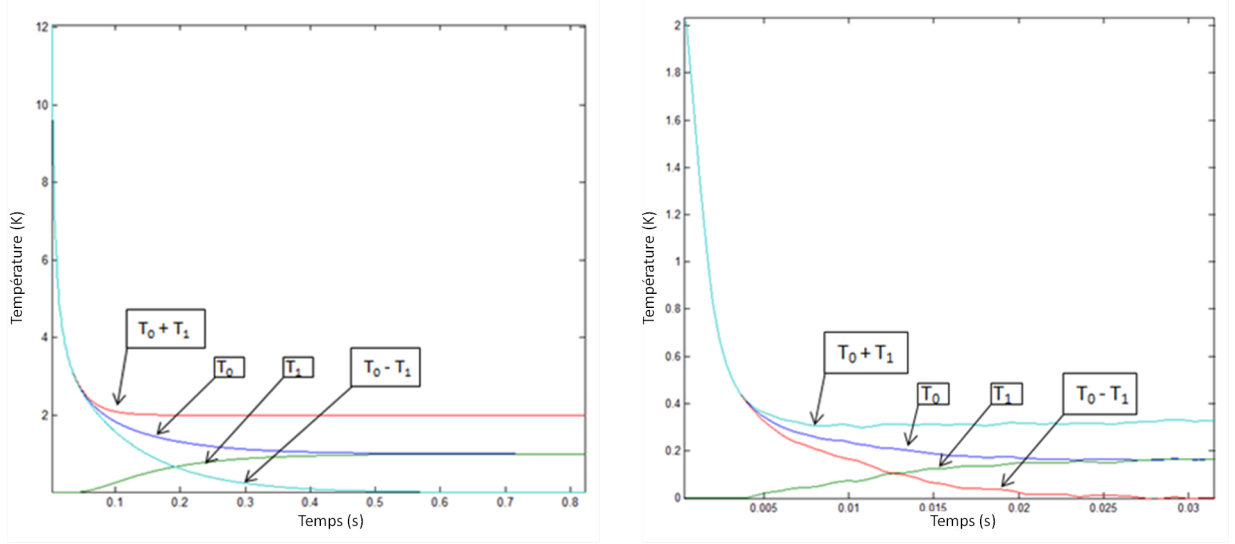 12
10
8
6
4
2
Température (K)
T₀ + T₁
T₀
T₁
T₀ - T₁
0.1 0.2 0.3 0.4 0.5 0.6 0.7 0.8
Temps (s)
2
1.8
1.6
1.4
1.2
1
0.8
0.6
0.4
0.2
0
Température (K)
T₀ + T₁
T₀
T₁
T₀ - T₁
0.005 0.01 0.015 0.02 0.025 0.03
Temps (s)